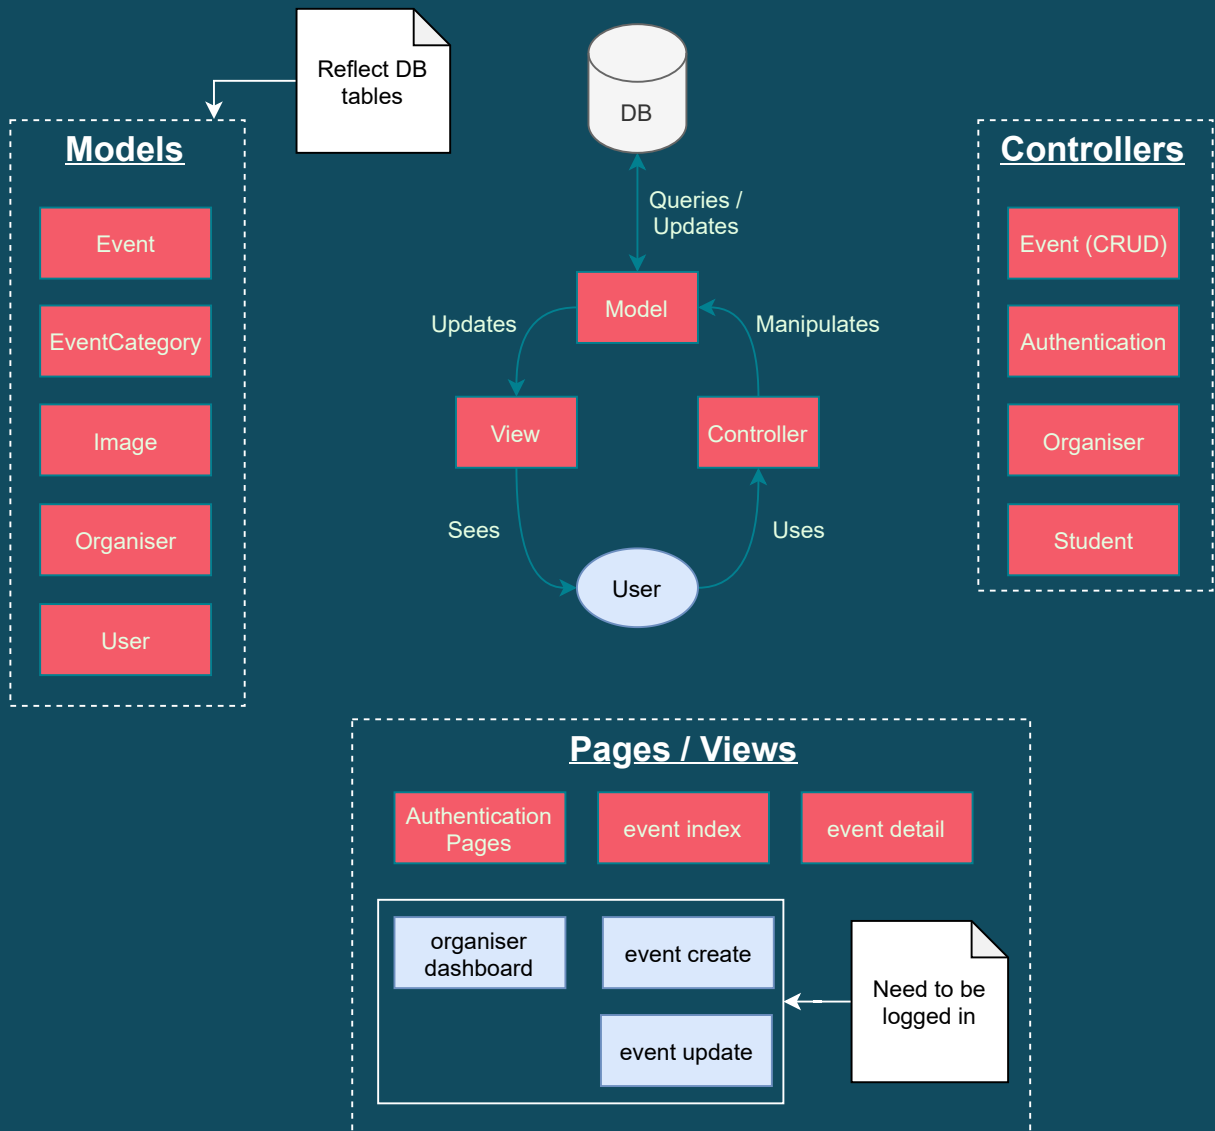 Reflect DB
tables
DB
Models
Controllers
Queries /
Updates
Event
Event (CRUD)
Model
Updates
Manipulates
EventCategory
Authentication
View
Controller
Image
Organiser
Sees
Uses
Organiser
Student
User
User
Pages / Views
Authentication
Pages
event index
event detail
organiser
dashboard
event create
Need to be
logged in
event update